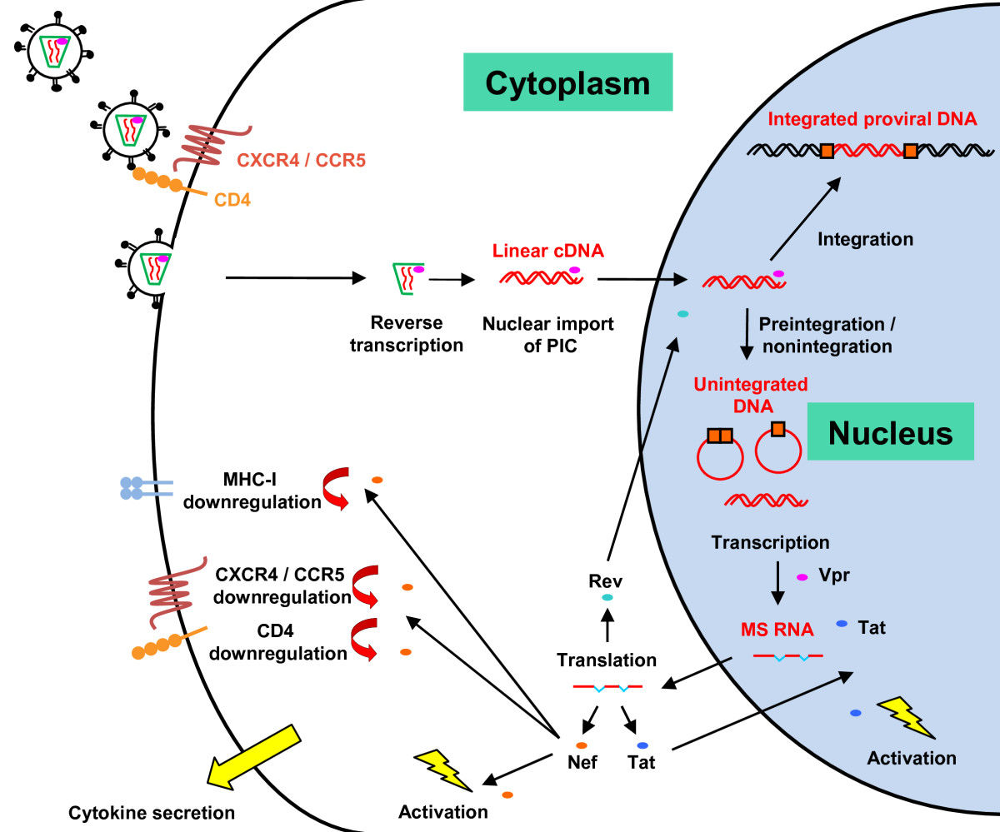 Cytoplasm
Integrated proviral DNA
CXCR4 / CCR5
CD4
Integration
Linear cDNA
Reverse
transcription
Nuclear import
of PIC
Preintegration /
nonintegration
Unintegrated
DNA
Nucleus
MHC-I
downregulation
Transcription
CXCR4 / CCR5
downregulation
Rev
Vpr
CD4
downregulation
MS RNA
Tat
Translation
Nef
Tat
Activation
Cytokine secretion
Activation